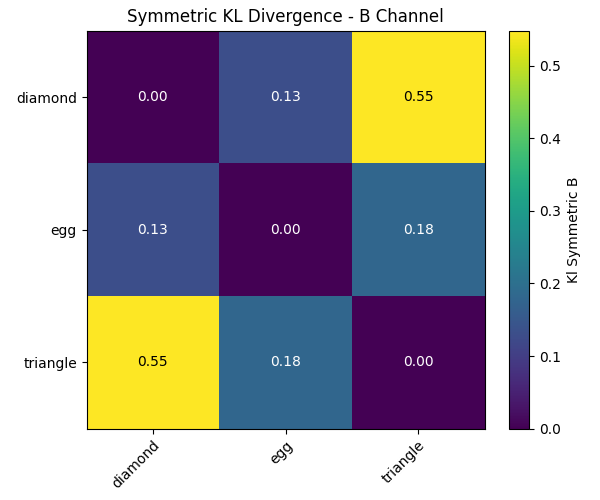 Symmetric KL Divergence - B Channel
diamond 0.00 0.13 0.55
egg 0.13 0.00 0.18
triangle 0.55 0.18 0.00
diamond egg triangle
0.5
0.4
0.3
0.2
0.1
0.0
Kl Symmetric B